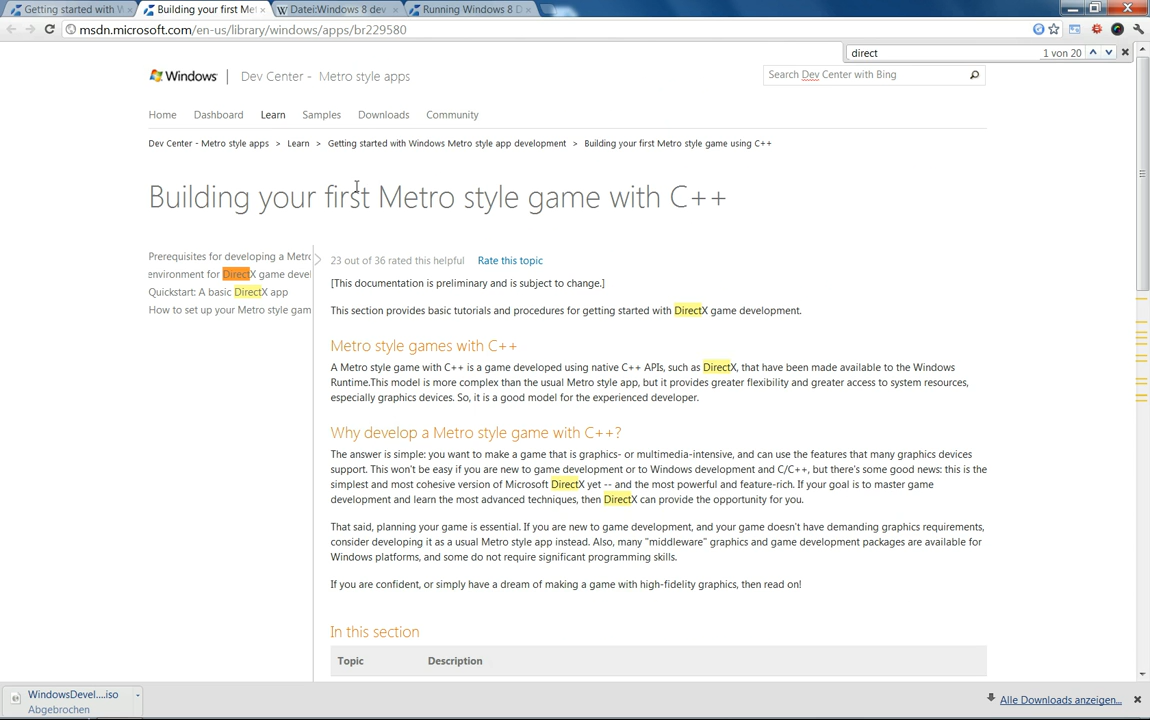 Getting started with W
Building your first Met
Datei:Windows 8 dev
Running Windows 8 D
msdn.microsoft.com/en-us/library/windows/apps/br229580
direct
1 von 20
Windows
Dev Center - Metro style apps
Search Dev Center with Bing
Home Dashboard Learn Samples Downloads Community
Dev Center - Metro style apps > Learn > Getting started with Windows Metro style app development > Building your first Metro style game using C++
Building your first Metro style game with C++
Prerequisites for developing a Metro
environment for DirectX game devel
Quickstart: A basic DirectX app
How to set up your Metro style gam
23 out of 36 rated this helpful Rate this topic
[This documentation is preliminary and is subject to change.]
This section provides basic tutorials and procedures for getting started with DirectX game development.
Metro style games with C++
A Metro style game with C++ is a game developed using native C++ APIs, such as DirectX, that have been made available to the Windows
Runtime.This model is more complex than the usual Metro style app, but it provides greater flexibility and greater access to system resources,
especially graphics devices. So, it is a good model for the experienced developer.
Why develop a Metro style game with C++?
The answer is simple: you want to make a game that is graphics- or multimedia-intensive, and can use the features that many graphics devices
support. This won't be easy if you are new to game development or to Windows development and C/C++, but there's some good news: this is the
simplest and most cohesive version of Microsoft DirectX yet -- and the most powerful and feature-rich. If your goal is to master game
development and learn the most advanced techniques, then DirectX can provide the opportunity for you.
That said, planning your game is essential. If you are new to game development, and your game doesn't have demanding graphics requirements,
consider developing it as a usual Metro style app instead. Also, many "middleware" graphics and game development packages are available for
Windows platforms, and some do not require significant programming skills.
If you are confident, or simply have a dream of making a game with high-fidelity graphics, then read on!
In this section
Topic Description
WindowsDevel....iso
Abgebrochen
Alle Downloads anzeigen...